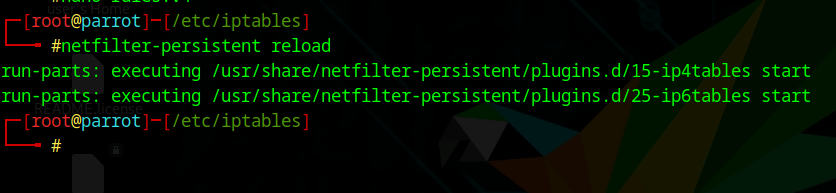 ┌─[root@parrot]─[/etc/iptables]
└──╼ #netfilter-persistent reload
run-parts: executing /usr/share/netfilter-persistent/plugins.d/15-ip4tables start
run-parts: executing /usr/share/netfilter-persistent/plugins.d/25-ip6tables start
┌─[root@parrot]─[/etc/iptables]
└──╼ #